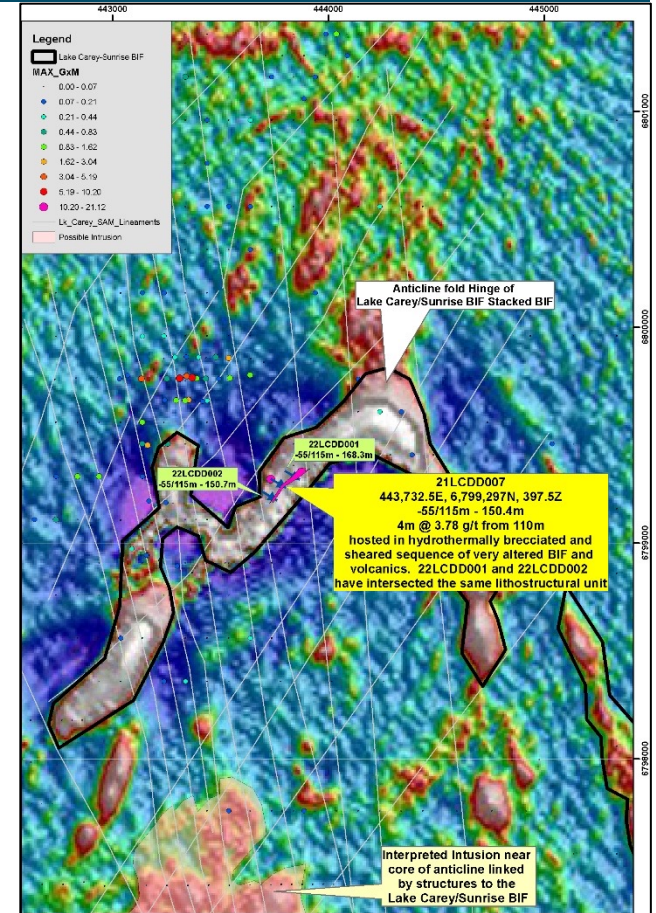 443000
444000
445000
Legend
Lake Carey-Sunrise BIF
MAX_GxM
0.00 - 0.07
0.07 - 0.21
0.21 - 0.44
0.44 - 0.83
0.83 - 1.62
1.62 - 3.04
3.04 - 5.19
5.19 - 10.20
10.20 - 21.12
Lk_Carey_SAM_Lineaments
Possible Intrusion
6801000
Anticline fold Hinge of
Lake Carey/Sunrise BIF Stacked BIF
6800000
22LCDD001
-55/115m - 168.3m
22LCDD002
-55/115m - 150.7m
21LCDD007
443,732.5E, 6,799,297N, 397.5Z
-55/115m - 150.4m
4m @ 3.78 g/t from 110m
hosted in hydrothermally brecciated and
sheared sequence of very altered BIF and
volcanics. 22LCDD001 and 22LCDD002
have intersected the same lithostructural unit
6799000
6798000
Interpreted Intrusion near
core of anticline linked
by structures to the
Lake Carey/Sunrise BIF